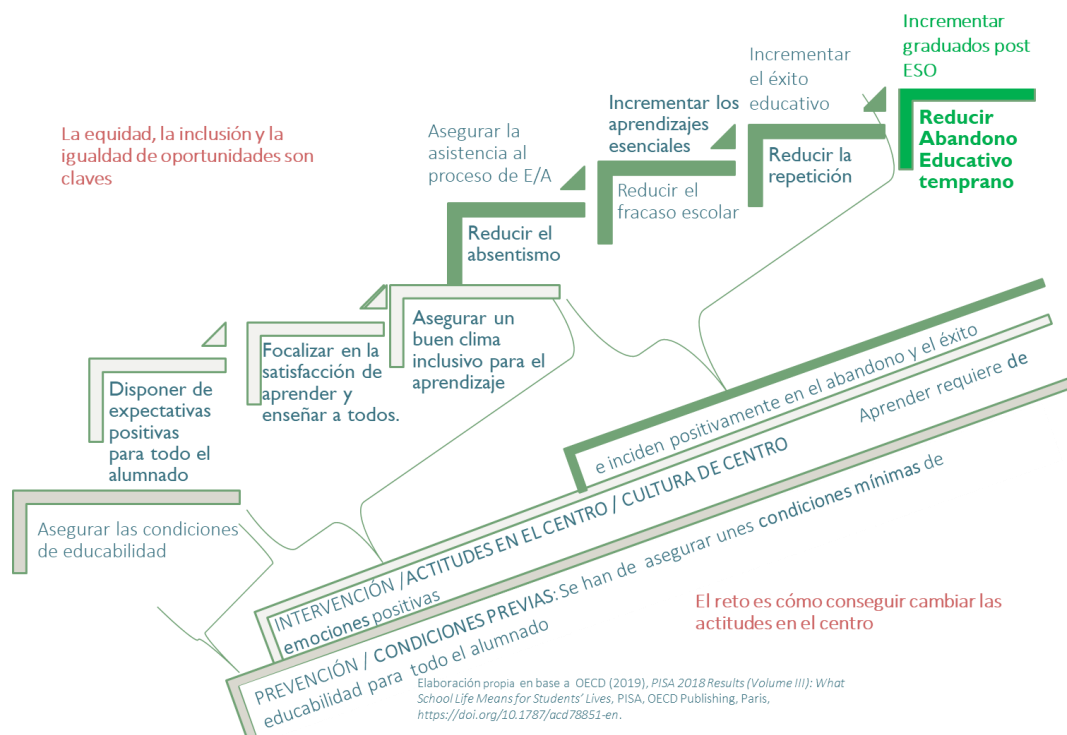 Incrementar
graduados post
ESO
Reducir
Abandono
Educativo
temprano
Incrementar
el éxito
educativo
Reducir la
repetición
Incrementar los
aprendizajes
esenciales
Reducir el
fracaso escolar
Asegurar la
asistencia al
proceso de E/A
Reducir el
absentismo
La equidad, la inclusión y la
igualdad de oportunidades son
claves
Asegurar un
buen clima
inclusivo para el
aprendizaje
Focalizar en la
satisfacción de
aprender y
enseñar a todos.
Disponer de
expectativas
positivas
para todo el
alumnado
Asegurar las condiciones
de educabilidad
e inciden positivamente en el abandono y el éxito
INTERVENCIÓN /ACTITUDES EN EL CENTRO / CULTURA DE CENTRO Aprender requiere de
emociones positivas
PREVENCIÓN / CONDICIONES PREVIAS: Se han de asegurar unes condiciones mínimas de
educabilidad para todo el alumnado
El reto es cómo conseguir cambiar las
actitudes en el centro
Elaboración propia en base a OECD (2019), PISA 2018 Results (Volume III): What
School Life Means for Students' Lives, PISA, OECD Publishing, Paris,
https://doi.org/10.1787/acd78851-en.